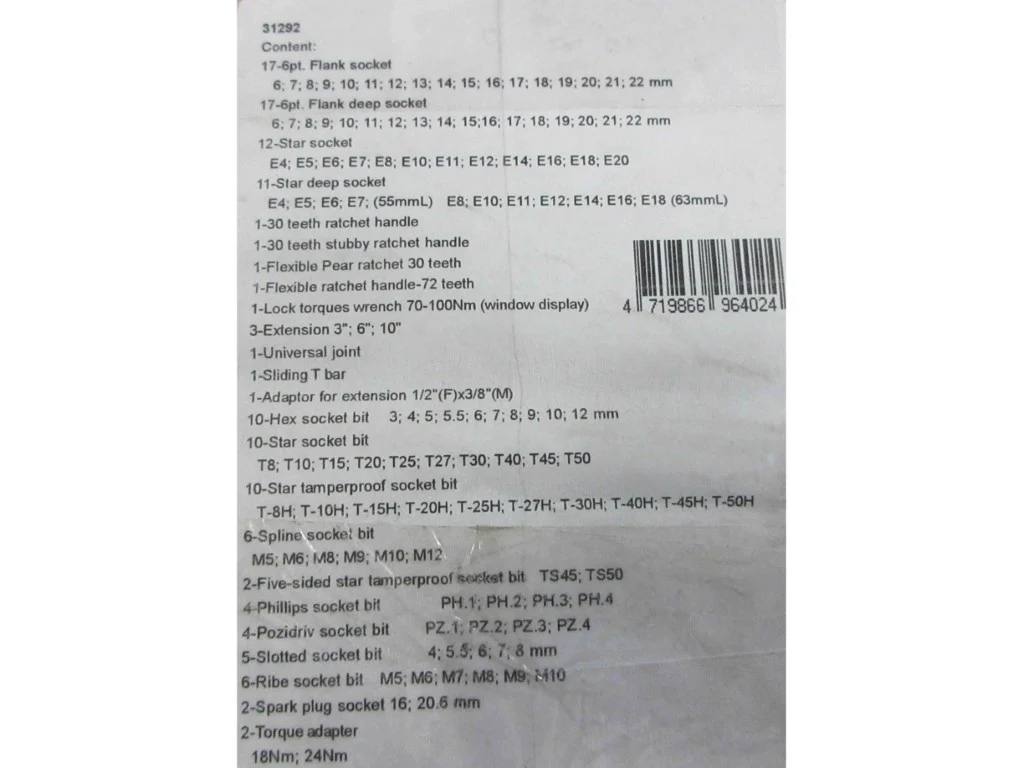 31292
Content:
17-6pt. Flank socket
6; 7; 8; 9; 10; 11; 12; 13; 14; 15; 16; 17; 18; 19; 20; 21; 22 mm
17-6pt. Flank deep socket
6; 7; 8; 9; 10; 11; 12; 13; 14; 15;16; 17; 18; 19; 20; 21; 22 mm
12-Star socket
E4; E5; E6; E7; E8; E10; E11; E12; E14; E16; E18; E20
11-Star deep socket
E4; E5; E6; E7; (55mmL) E8; E10; E11; E12; E14; E16; E18 (63mmL)
1-30 teeth ratchet handle
1-30 teeth stubby ratchet handle
1-Flexible Pear ratchet 30 teeth
1-Flexible ratchet handle-72 teeth
1-Lock torques wrench 70-100Nm (window display)
4 719866 964024
3-Extension 3"; 6"; 10"
1-Universal joint
1-Sliding T bar
1-Adaptor for extension 1/2"(F)x3/8"(M)
10-Hex socket bit 3; 4; 5; 5.5; 6; 7; 8; 9; 10; 12 mm
10-Star socket bit
T8; T10; T15; T20; T25; T27; T30; T40; T45; T50
10-Star tamperproof socket bit
T-8H; T-10H; T-15H; T-20H; T-25H; T-27H; T-30H; T-40H; T-45H; T-50H
6-Spline socket bit
M5; M6; M8; M9; M10; M12
2-Five-sided star tamperproof socket bit TS45; TS50
4-Phillips socket bit PH.1; PH.2; PH.3; PH.4
4-Pozidriv socket bit PZ.1; PZ.2; PZ.3; PZ.4
5-Slotted socket bit 4; 5.5; 6; 7; 8 mm
6-Ribe socket bit M5; M6; M7; M8; M9; M10
2-Spark plug socket 16; 20.6 mm
2-Torque adapter
18Nm; 24Nm